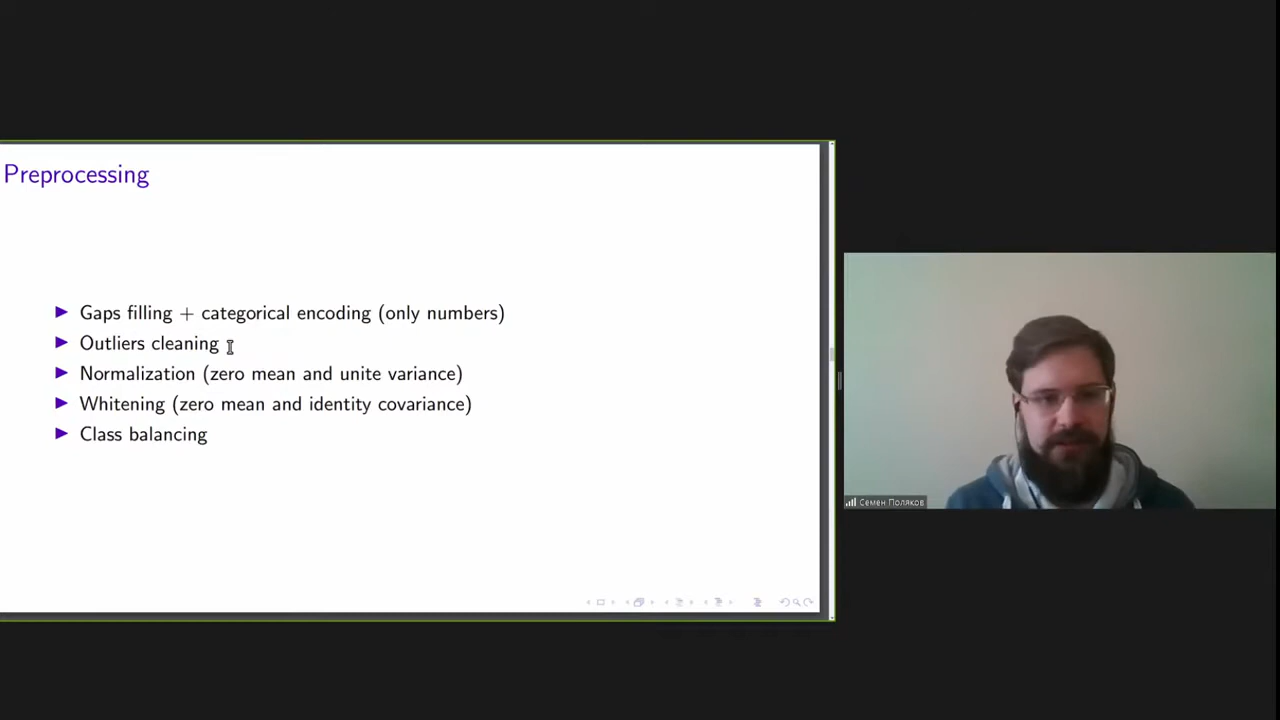 Preprocessing
Gaps filling + categorical encoding (only numbers)
Outliers cleaning
Normalization (zero mean and unite variance)
Whitening (zero mean and identity covariance)
Class balancing
Семен Поляков